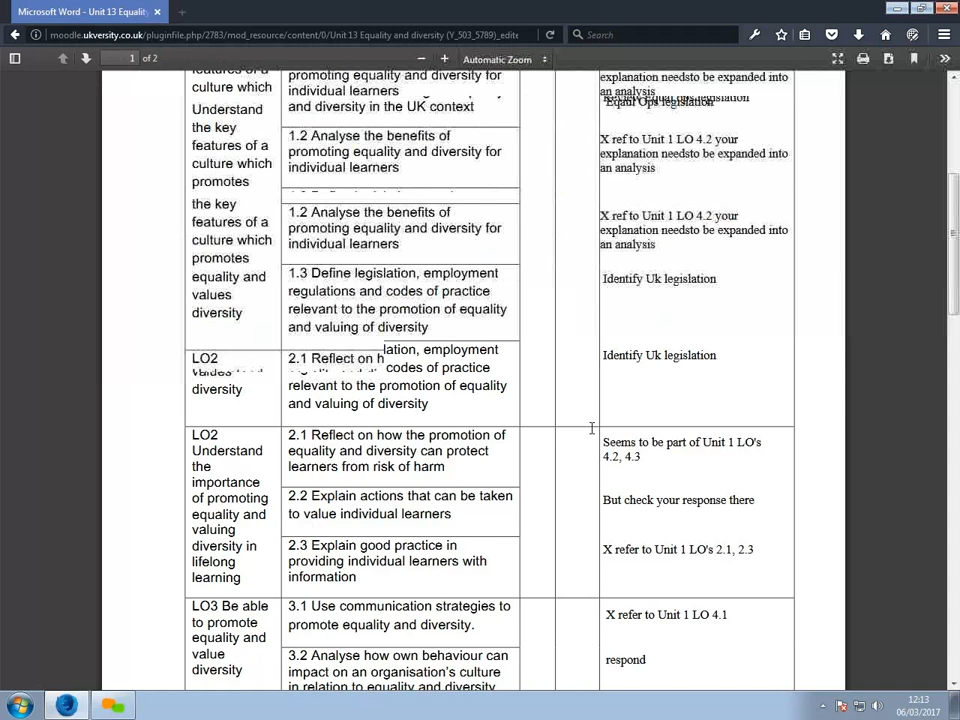 Microsoft Word - Unit 13 Equality
moodle.ukversity.co.uk/pluginfile.php/2783/mod_resource/content/0/Unit 13 Equality and diversity (Y_503_5789)_edite
Search
1 of 2
Automatic Zoom
features of a
culture which
promoting equality and diversity for
individual learners
and diversity in the UK context
explanation needsto be expanded into
an analysis
Eqaul Ops legislation
Understand
the key
features of a
culture which
promotes
1.2 Analyse the benefits of
promoting equality and diversity for
individual learners
X ref to Unit 1 LO 4.2 your
explanation needsto be expanded into
an analysis
the key
features of a
culture which
promotes
equality and
values
diversity
1.2 Analyse the benefits of
promoting equality and diversity for
individual learners
X ref to Unit 1 LO 4.2 your
explanation needsto be expanded into
an analysis
1.3 Define legislation, employment
regulations and codes of practice
relevant to the promotion of equality
and valuing of diversity
Identify Uk legislation
LO2
diversity
2.1 Reflect on h
lation, employment
codes of practice
relevant to the promotion of equality
and valuing of diversity
Identify Uk legislation
LO2
Understand
the
importance
of promoting
equality and
valuing
diversity in
lifelong
learning
2.1 Reflect on how the promotion of
equality and diversity can protect
learners from risk of harm
Seems to be part of Unit 1 LO's
4.2, 4.3
2.2 Explain actions that can be taken
to value individual learners
But check your response there
2.3 Explain good practice in
providing individual learners with
information
X refer to Unit 1 LO's 2.1, 2.3
LO3 Be able
to promote
equality and
value
diversity
3.1 Use communication strategies to
promote equality and diversity.
X refer to Unit 1 LO 4.1
3.2 Analyse how own behaviour can
impact on an organisation's culture
in relation to equality and diversity
respond
12:13
06/03/2017